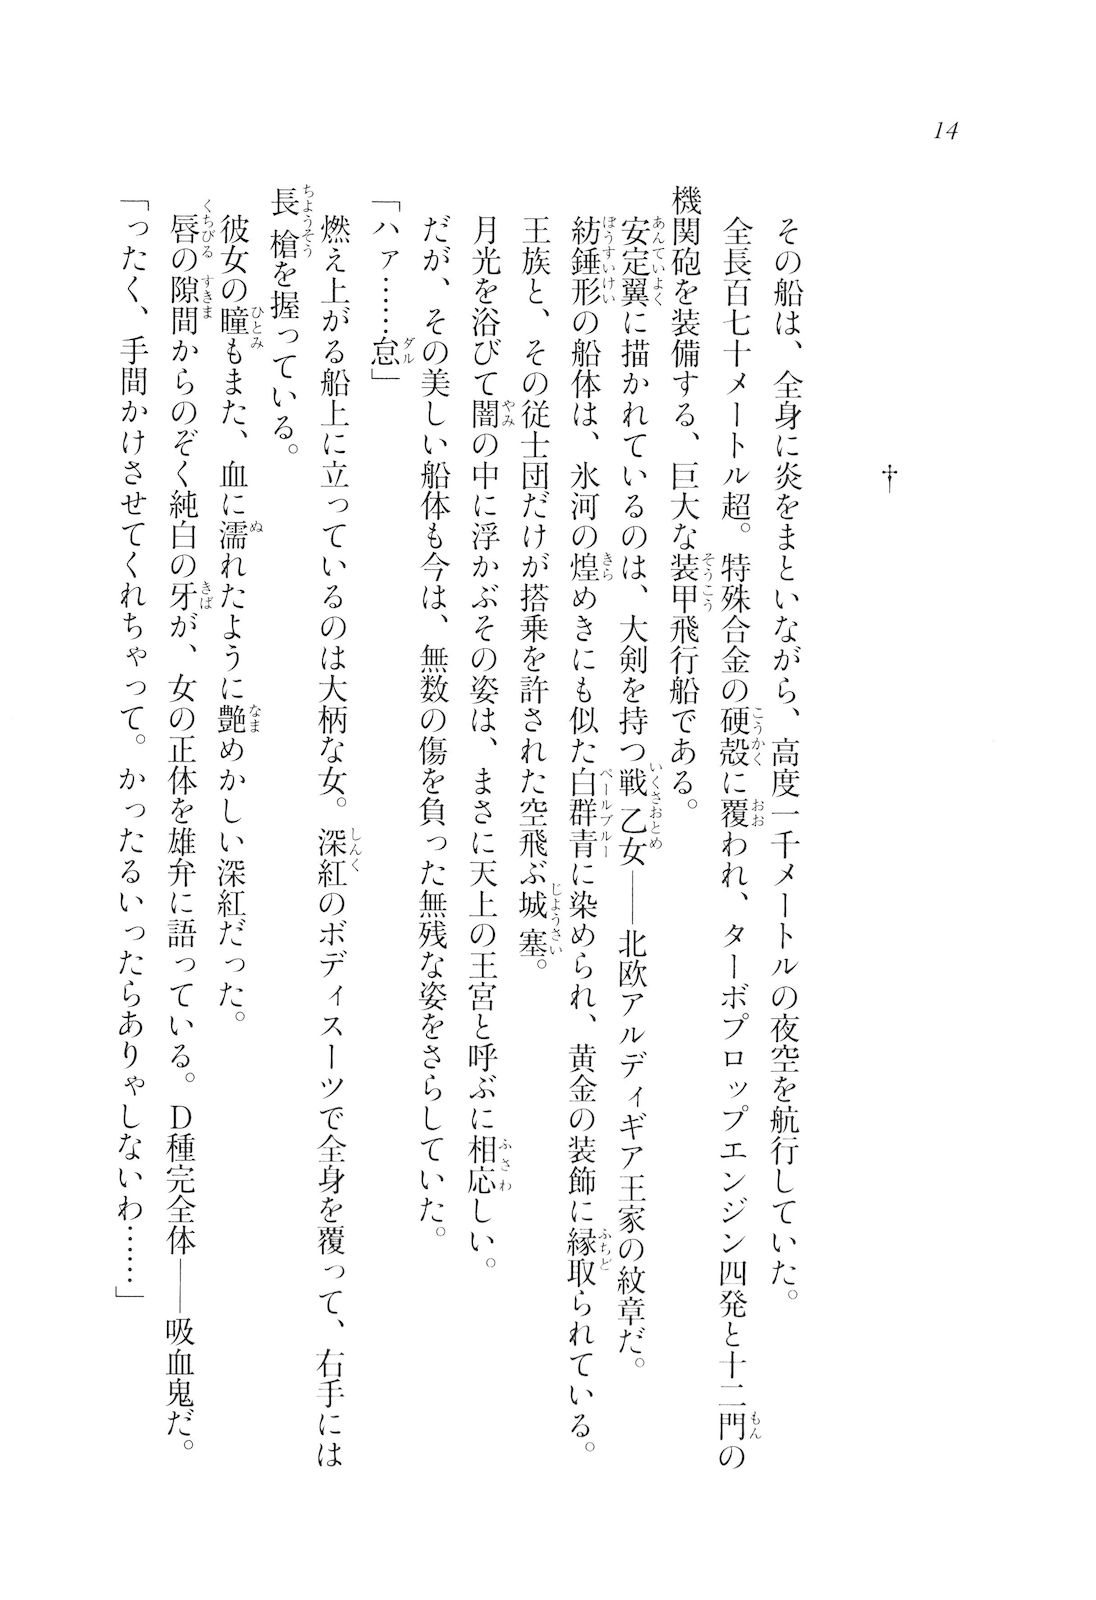 14
†
その船は、全身に炎をまといながら、高度一千メートルの夜空を航行していた。
全長百七十メートル超。特殊合金の硬殻に覆われ、ターボプロップエンジン四発と十二門の
機関砲を装備する、巨大な装甲飛行船である。
安定翼に描かれているのは、大剣を持つ戦乙女――北欧アルディギア王家の紋章だ。
紡錘形の船体は、氷河の煌めきにも似た白群青に染められ、黄金の装飾に縁取られている。
王族と、その従士団だけが搭乗を許された空飛ぶ城塞。
月光を浴びて闇の中に浮かぶその姿は、まさに天上の王宮と呼ぶに相応しい。
だが、その美しい船体も今は、無数の傷を負った無残な姿をさらしていた。
「ハァ……怠」
燃え上がる船上に立っているのは大柄な女。深紅のボディスーツで全身を覆って、右手には
長槍を握っている。
彼女の瞳もまた、血に濡れたように艶めかしい深紅だった。
唇の隙間からのぞく純白の牙が、女の正体を雄弁に語っている。D種完全体――吸血鬼だ。
「ったく、手間かけさせてくれちゃって。かったるいったらありゃしないわ……」